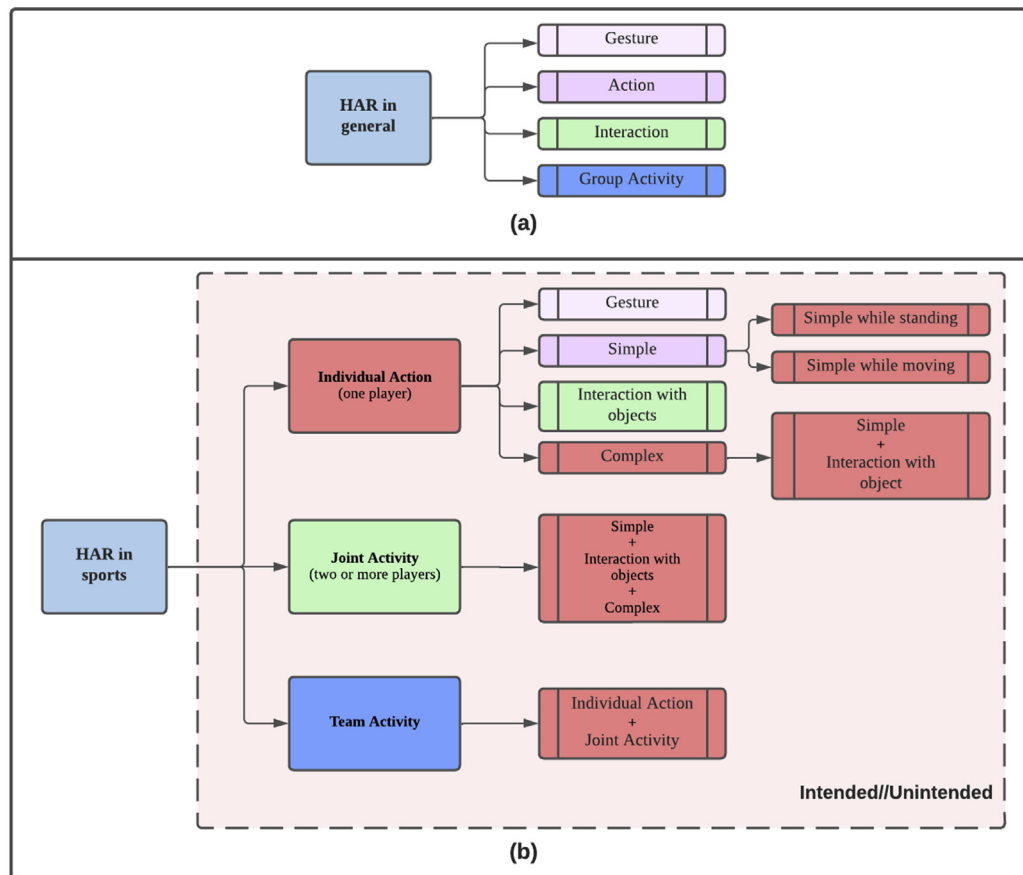 HAR in
general
Gesture
Action
Interaction
Group Activity
(a)
HAR in
sports
Individual Action
(one player)
Gesture
Simple
Simple while standing
Simple while moving
Interaction with
objects
Complex
Simple
+
Interaction with
object
Joint Activity
(two or more players)
Simple
+
Interaction with
objects
+
Complex
Team Activity
Individual Action
+
Joint Activity
Intended//Unintended
(b)